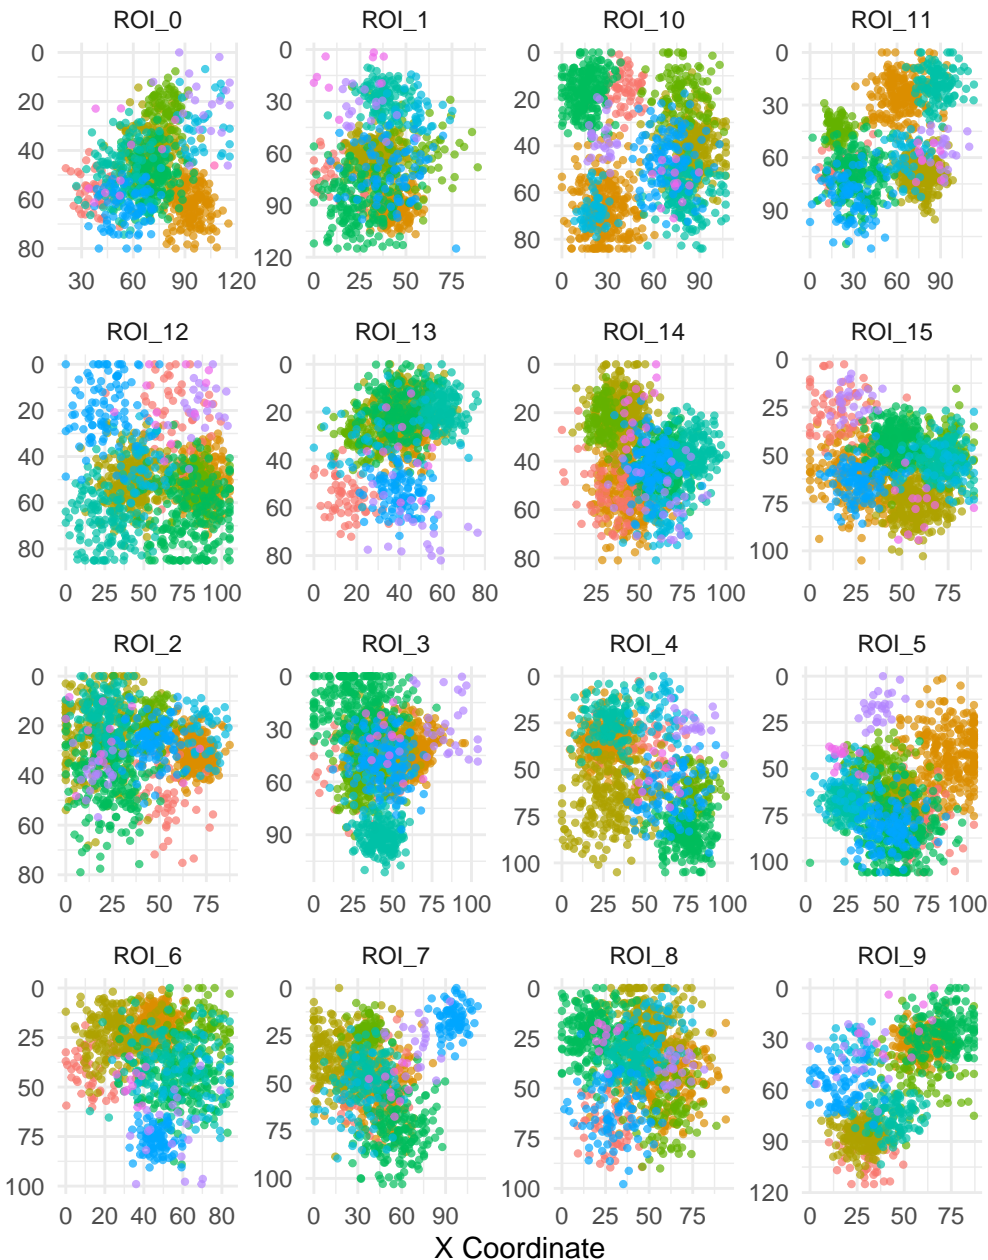 ROI_0 ROI_1 ROI_10 ROI_11
0 20 40 60 80
0 30 60 90 120
0 20 40 60 80
0 30 60 90
30 60 90 120 0 25 50 75 0 30 60 90 0 30 60 90
ROI_12 ROI_13 ROI_14 ROI_15
0 20 40 60 80
0 20 40 60 80
0 20 40 60 80
0 25 50 75 100
0 25 50 75 100 0 20 40 60 80 25 50 75 100 0 25 50 75
ROI_2 ROI_3 ROI_4 ROI_5
0 20 40 60 80
0 30 60 90
0 25 50 75 100
0 25 50 75 100
0 25 50 75 0 25 50 75 100 0 25 50 75 0 25 50 75 100
ROI_6 ROI_7 ROI_8 ROI_9
0 25 50 75 100
0 25 50 75 100
0 25 50 75 100
0 30 60 90 120
0 20 40 60 80 0 30 60 90 0 25 50 75 0 25 50 75
X Coordinate